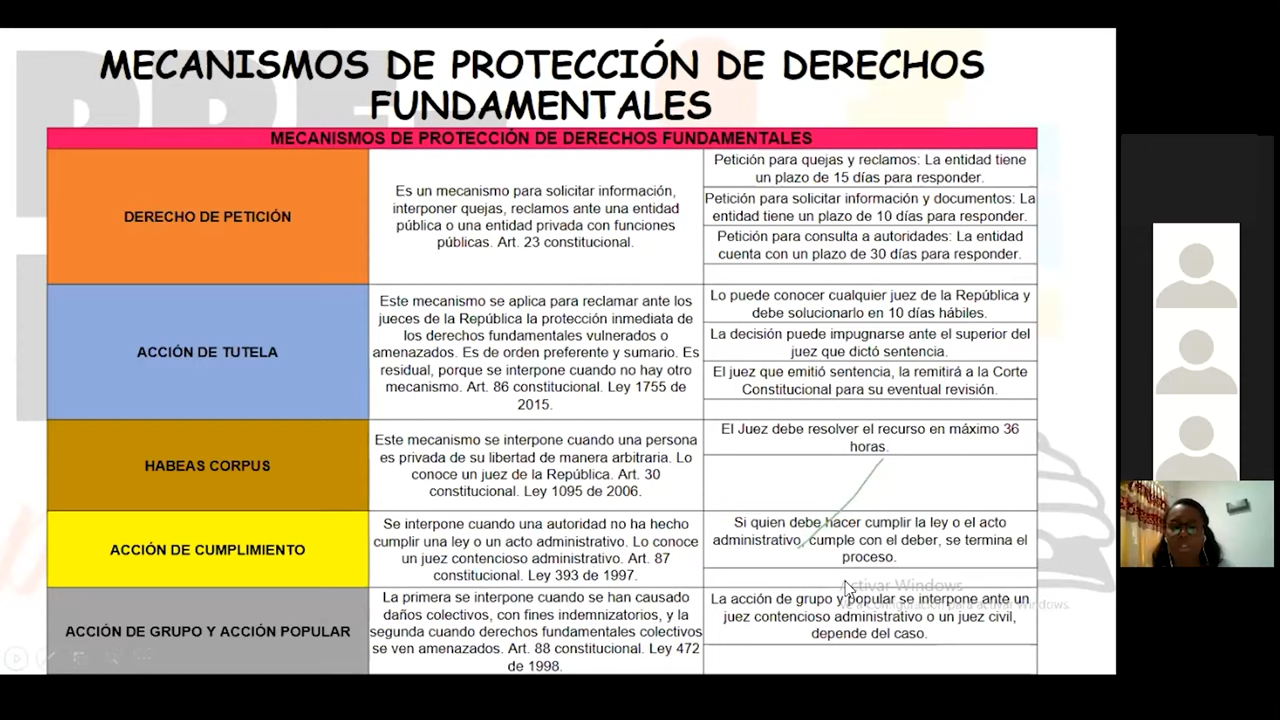 MECANISMOS DE PROTECCIÓN DE DERECHOS
FUNDAMENTALES
MECANISMOS DE PROTECCIÓN DE DERECHOS FUNDAMENTALES
DERECHO DE PETICIÓN
Es un mecanismo para solicitar información,
interponer quejas, reclamos ante una entidad
pública o una entidad privada con funciones
públicas. Art. 23 constitucional.
Petición para quejas y reclamos: La entidad tiene
un plazo de 15 días para responder.
Petición para solicitar información y documentos: La
entidad tiene un plazo de 10 días para responder.
Petición para consulta a autoridades: La entidad
cuenta con un plazo de 30 días para responder.
ACCIÓN DE TUTELA
Este mecanismo se aplica para reclamar ante los
jueces de la República la protección inmediata de
los derechos fundamentales vulnerados o
amenazados. Es de orden preferente y sumario. Es
residual, porque se interpone cuando no hay otro
mecanismo. Art. 86 constitucional. Ley 1755 de
2015.
Lo puede conocer cualquier juez de la República y
debe solucionarlo en 10 días hábiles.
La decisión puede impugnarse ante el superior del
juez que dictó sentencia.
El juez que emitió sentencia, la remitirá a la Corte
Constitucional para su eventual revisión.
HABEAS CORPUS
Este mecanismo se interpone cuando una persona
es privada de su libertad de manera arbitraria. Lo
conoce un juez de la República. Art. 30
constitucional. Ley 1095 de 2006.
El Juez debe resolver el recurso en máximo 36
horas.
ACCIÓN DE CUMPLIMIENTO
Se interpone cuando una autoridad no ha hecho
cumplir una ley o un acto administrativo. Lo conoce
un juez contencioso administrativo. Art. 87
constitucional. Ley 393 de 1997.
Si quien debe hacer cumplir la ley o el acto
administrativo, cumple con el deber, se termina el
proceso.
ACCIÓN DE GRUPO Y ACCIÓN POPULAR
La primera se interpone cuando se han causado
daños colectivos, con fines indemnizatorios, y la
segunda cuando derechos fundamentales colectivos
se ven amenazados. Art. 88 constitucional. Ley 472
de 1998.
La acción de grupo y popular se interpone ante un
juez contencioso administrativo o un juez civil,
depende del caso.
Activar Windows